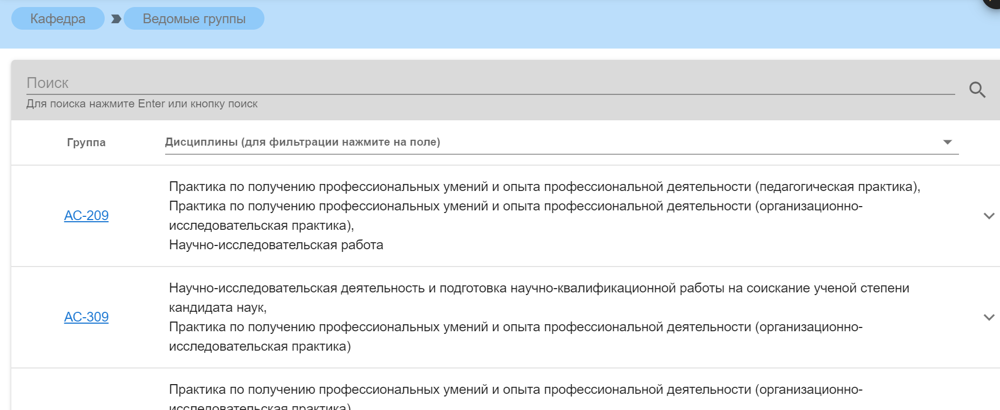 Кафедра
Ведомые группы
Поиск
Для поиска нажмите Enter или кнопку поиск
Группа
Дисциплины (для фильтрации нажмите на поле)
АС-209
Практика по получению профессиональных умений и опыта профессиональной деятельности (педагогическая практика),
Практика по получению профессиональных умений и опыта профессиональной деятельности (организационно-
исследовательская практика),
Научно-исследовательская работа
АС-309
Научно-исследовательская деятельность и подготовка научно-квалификационной работы на соискание ученой степени
кандидата наук,
Практика по получению профессиональных умений и опыта профессиональной деятельности (организационно-
исследовательская практика)
Практика по получению профессиональных умений и опыта профессиональной деятельности (организационно-
исследовательская практика)